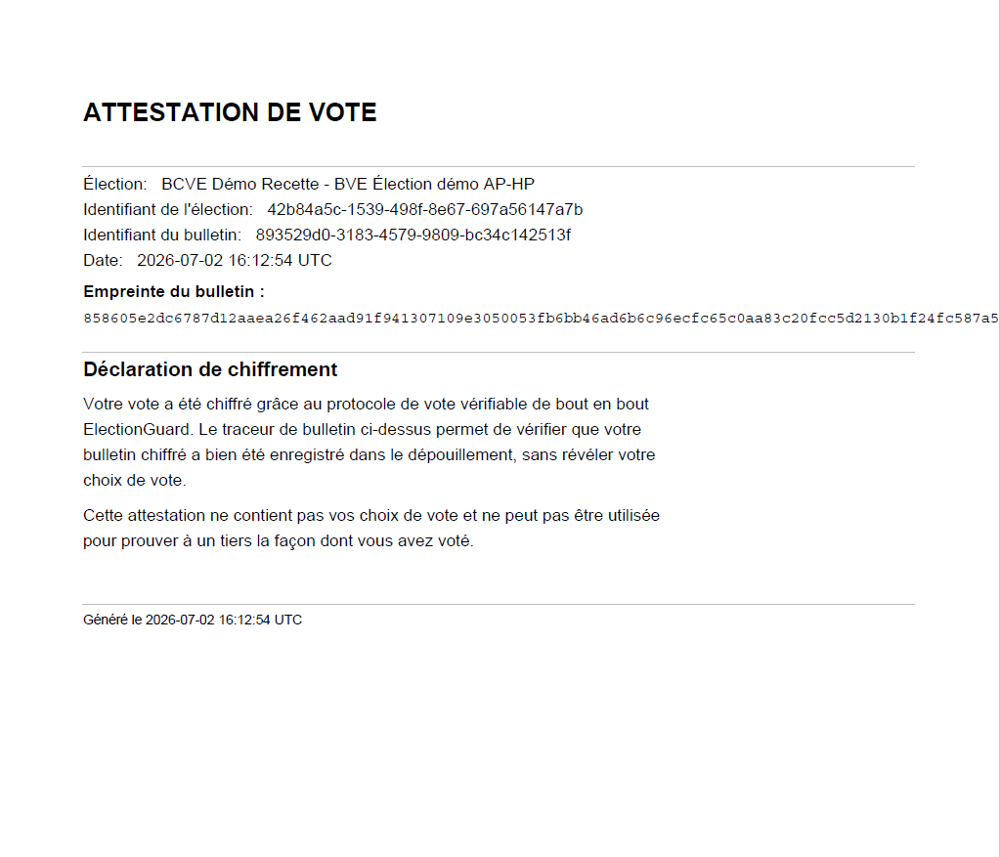 ATTESTATION DE VOTE
Élection: BCVE Démo Recette - BVE Élection démo AP-HP
Identifiant de l'élection: 42b84a5c-1539-498f-8e67-697a56147a7b
Identifiant du bulletin: 893529d0-3183-4579-9809-bc34c142513f
Date: 2026-07-02 16:12:54 UTC
Empreinte du bulletin :
858605e2dc6787d12aaea26f462aad91f941307109e3050053fb6bb46ad6b6c96ecfc65c0aa83c20fcc5d2130b1f24fc587a5
Déclaration de chiffrement
Votre vote a été chiffré grâce au protocole de vote vérifiable de bout en bout
ElectionGuard. Le traceur de bulletin ci-dessus permet de vérifier que votre
bulletin chiffré a bien été enregistré dans le dépouillement, sans révéler votre
choix de vote.
Cette attestation ne contient pas vos choix de vote et ne peut pas être utilisée
pour prouver à un tiers la façon dont vous avez voté.
Généré le 2026-07-02 16:12:54 UTC